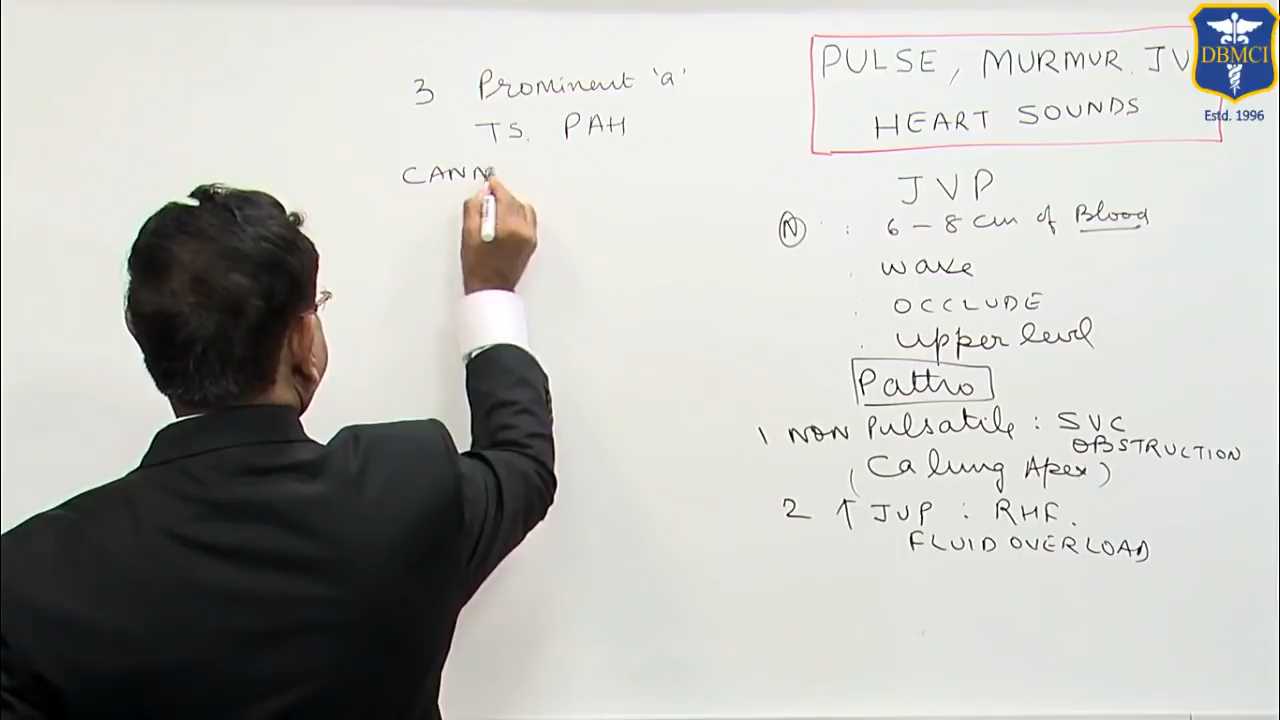 3 Prominent 'a'
TS. PAH
CANN
PULSE, MURMUR. JV
HEART SOUNDS
JVP
N : 6-8 cm of Blood
: wave
: OCCLUDE
: upper level
Patho
1 NON Pulsatile : SVC
OBSTRUCTION
(Ca lung Apex)
2 ↑ JVP : RHF.
FLUID OVERLOAD
DBMCI
Estd. 1996